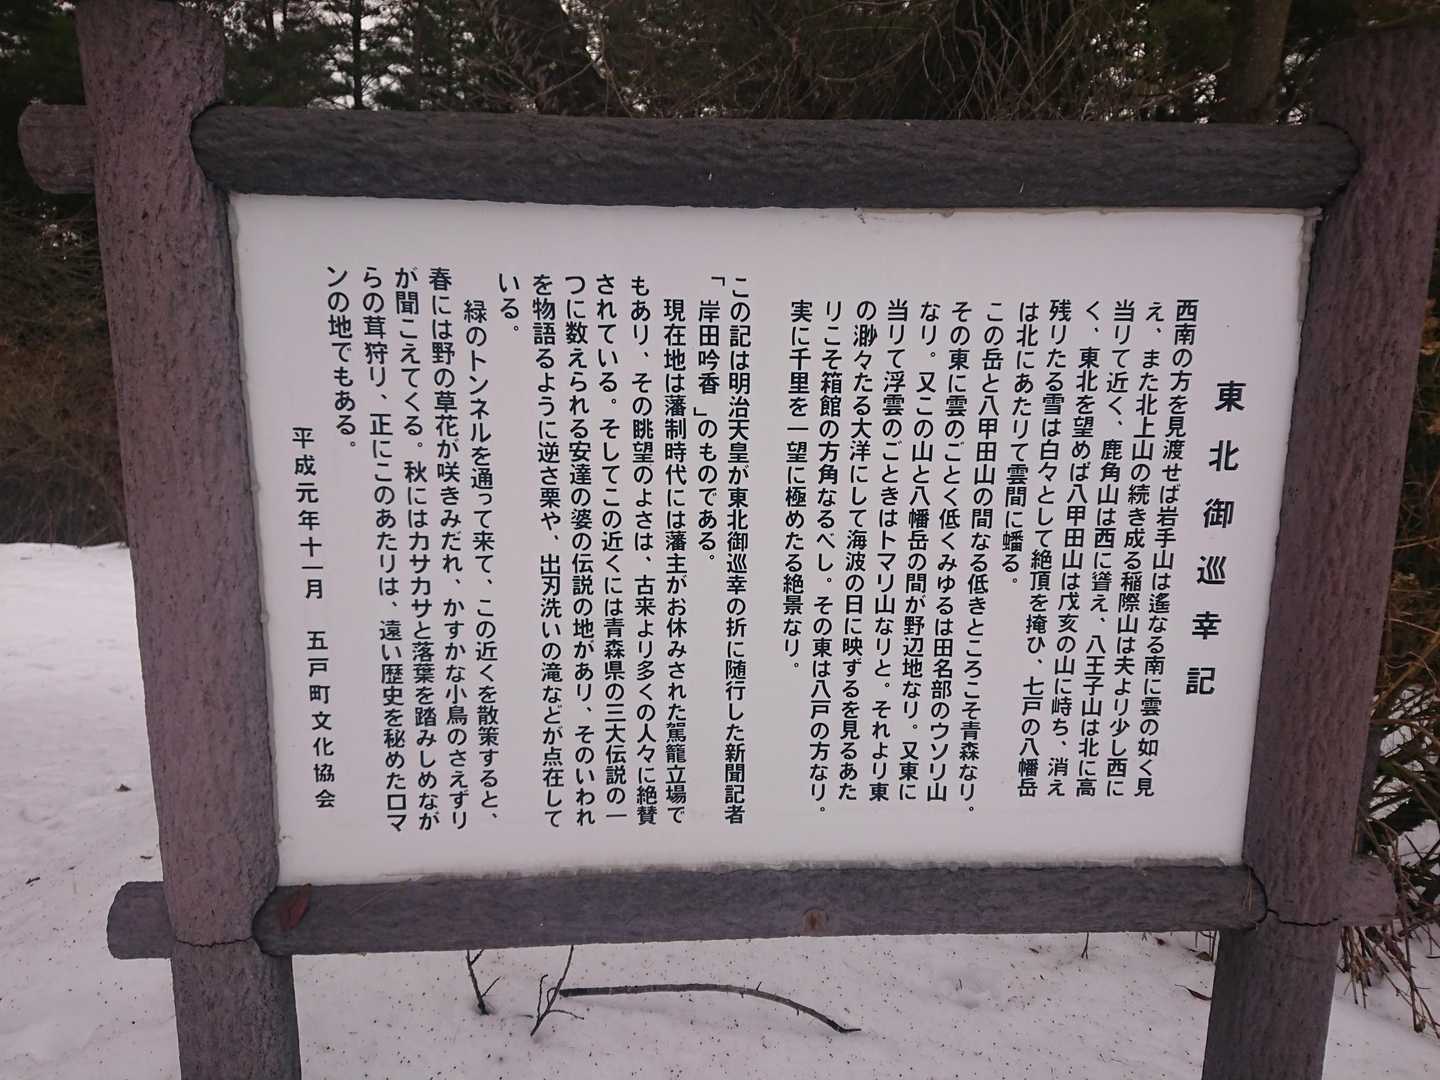 東北御巡幸記
西南の方を見渡せば岩手山は遙なる南に雲の如く見
え、また北上山の続き成る稲際山は夫より少し西に
当りて近く、鹿角山は西に聳え、八王子山は北に高
く、東北を望めば八甲田山は戊亥の山に峙ち、消え
残りたる雪は白々として絶頂を掩ひ、七戸の八幡岳
は北にあたりて雲間に蟠る。
この岳と八甲田山の間なる低きところこそ青森なり。
その東に雲のごとく低くみゆるは田名部のウソリ山
なり。又この山と八幡岳の間が野辺地なり。又東に
当りて浮雲のごときはトマリ山なりと。それより東
の渺々たる大洋にして海波の日に映ずるを見るあた
りこそ箱館の方角なるべし。その東は八戸の方なり。
実に千里を一望に極めたる絶景なり。
この記は明治天皇が東北御巡幸の折に随行した新聞記者
「岸田吟香」のものである。
現在地は藩制時代には藩主がお休みされた駕籠立場で
もあり、その眺望のよさは、古来より多くの人々に絶賛
されている。そしてこの近くには青森県の三大伝説の一
つに数えられる安達の婆の伝説の地があり、そのいわれ
を物語るように逆さ栗や、出刃洗いの滝などが点在して
いる。
緑のトンネルを通って来て、この近くを散策すると、
春には野の草花が咲きみだれ、かすかな小鳥のさえずり
が聞こえてくる。秋にはカサカサと落葉を踏みしめなが
らの茸狩り、正にこのあたりは、遠い歴史を秘めたロマ
ンの地でもある。
平成元年十一月 五戸町文化協会